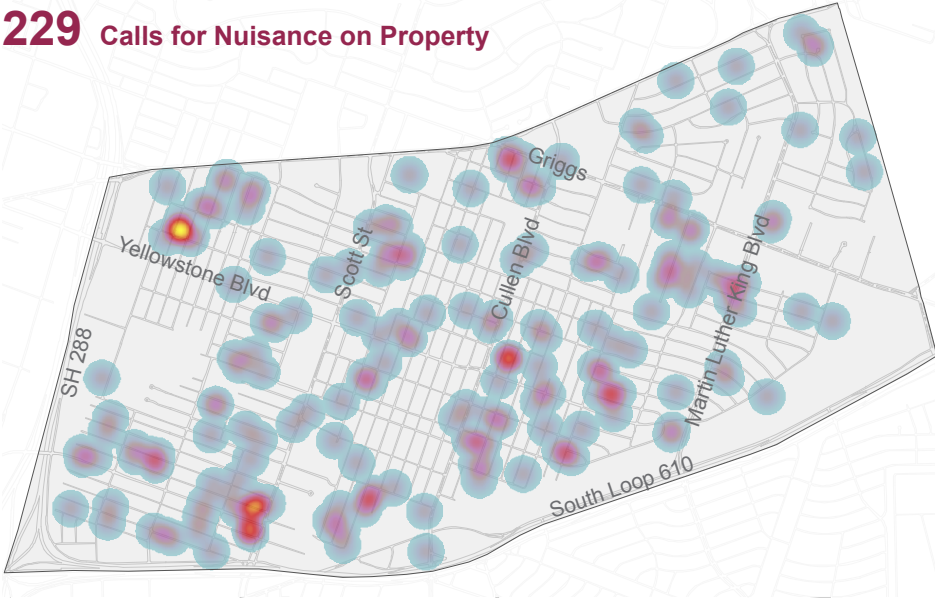 229 Calls for Nuisance on Property
Griggs
Scott St
Cullen Blvd
Yellowstone Blvd
Martin Luther King Blvd
SH 288
South Loop 610